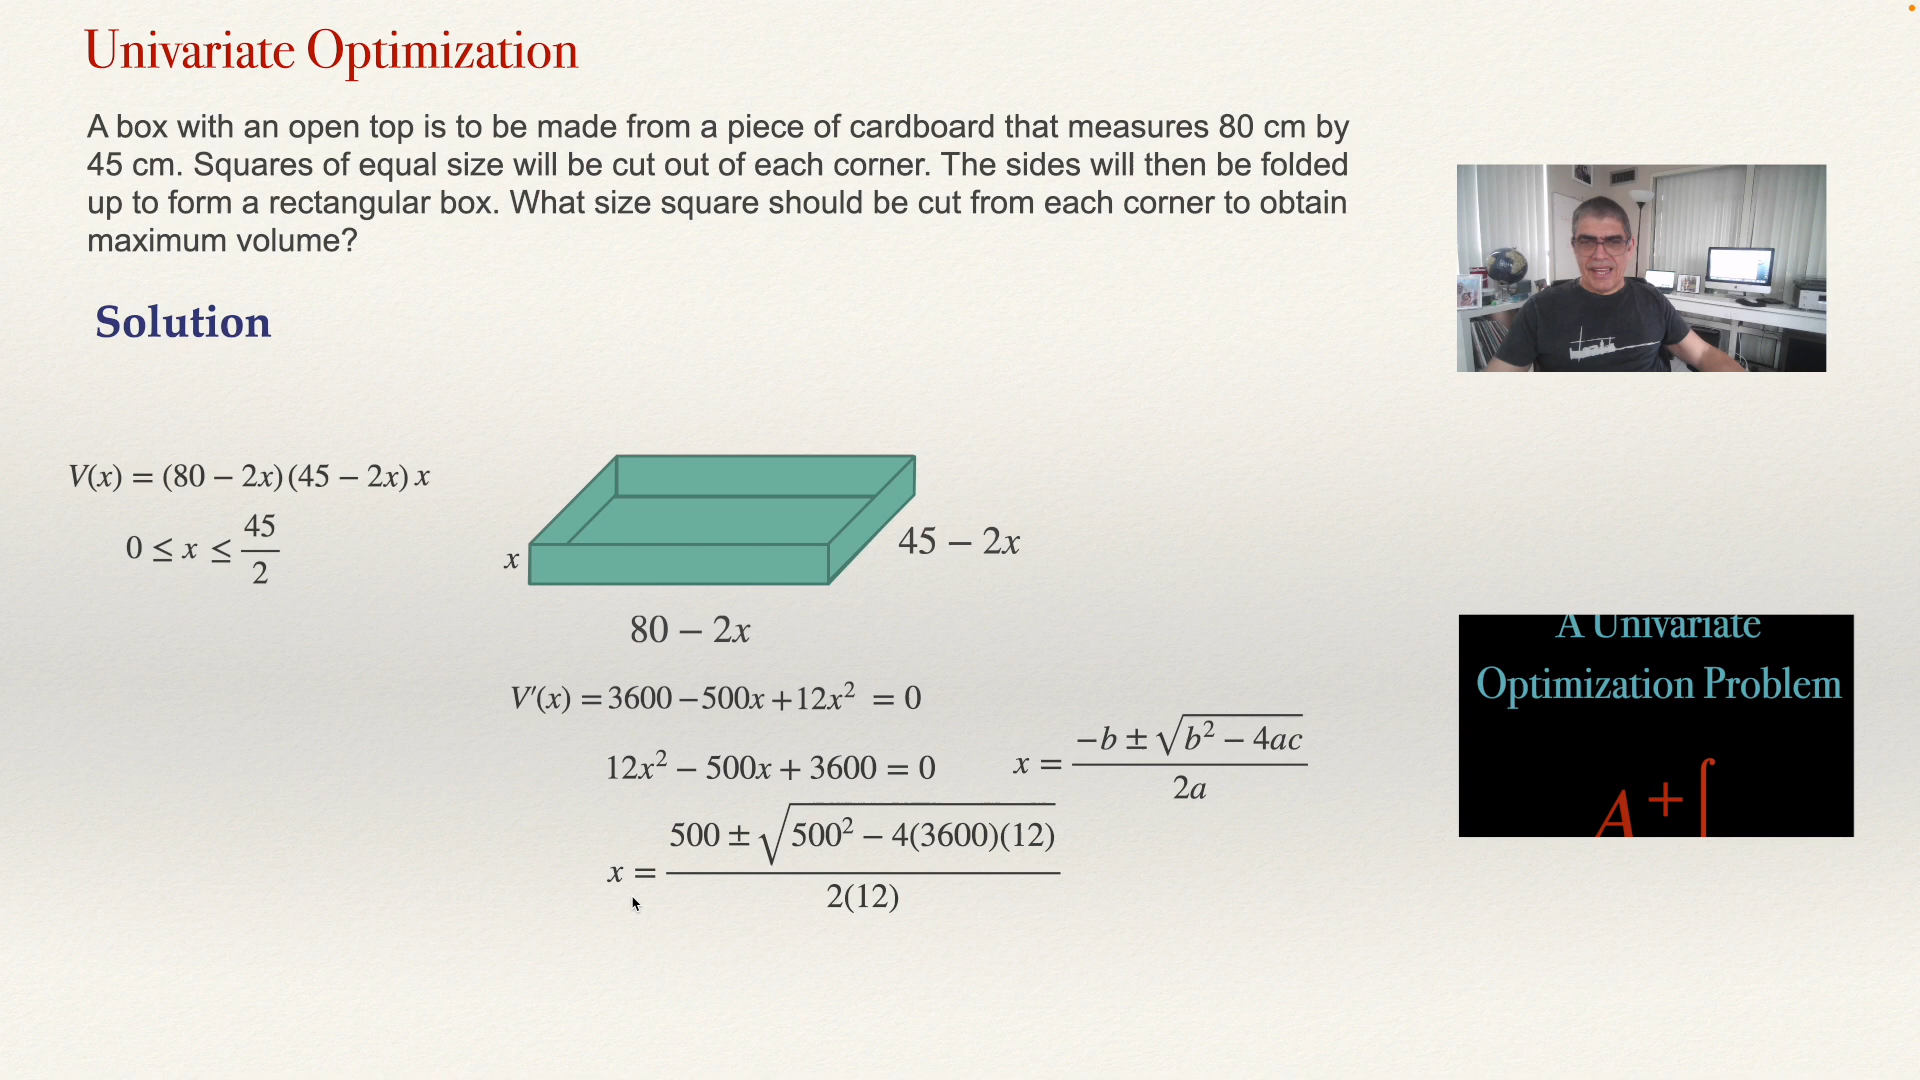 Univariate Optimization
A box with an open top is to be made from a piece of cardboard that measures 80 cm by
45 cm. Squares of equal size will be cut out of each corner. The sides will then be folded
up to form a rectangular box. What size square should be cut from each corner to obtain
maximum volume?
Solution
V(x) = (80 − 2x)(45 − 2x) x
0 ≤ x ≤ 45/2
x
45 − 2x
80 − 2x
V′(x) = 3600 − 500x + 12x² = 0
12x² − 500x + 3600 = 0
x = (−b ± √(b² − 4ac)) / 2a
x = (500 ± √(500² − 4(3600)(12))) / 2(12)
A Univariate
Optimization Problem
A + ∫